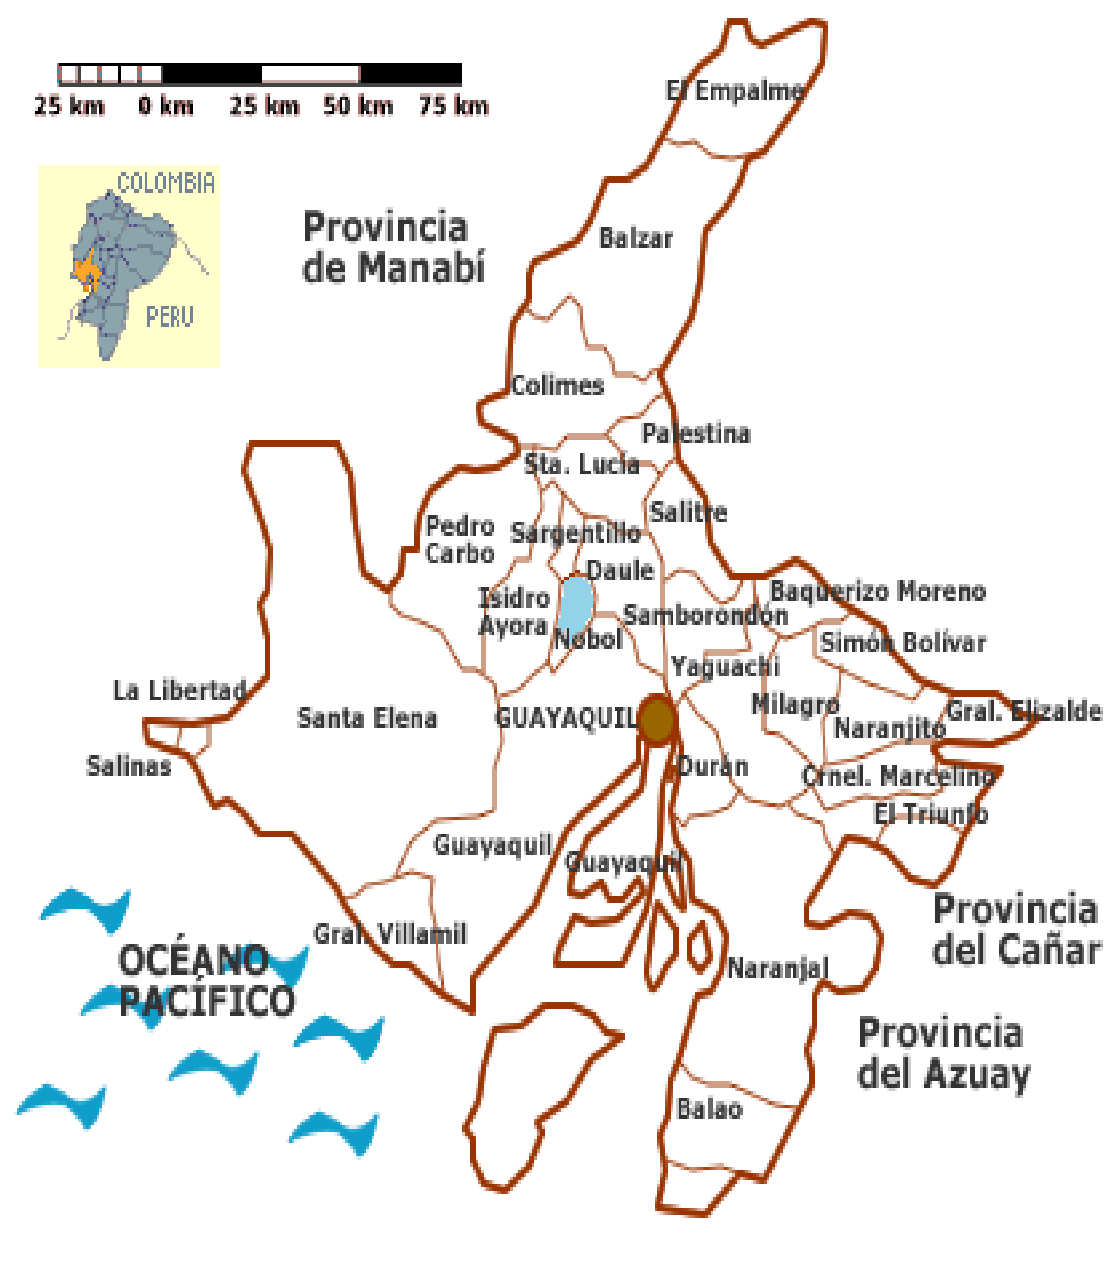 25 km 0 km 25 km 50 km 75 km
COLOMBIA
PERU
Provincia
de Manabí
El Empalme
Balzar
Colimes
Palestina
Sta. Lucia
Salitre
Pedro
Carbo
Sargentillo
Daule
Isidro
Ayora
Nobol
Samborondón
Baquerizo Moreno
Simón Bolívar
Yaguachi
La Libertad
Santa Elena
GUAYAQUIL
Milagro
Naranjito
Gral. Elizalde
Salinas
Durán
Crnel. Marcelino
El Triunfo
Guayaquil
Guayaquil
Gral. Villamil
OCÉANO
PACÍFICO
Naranjal
Provincia
del Cañar
Provincia
del Azuay
Balao